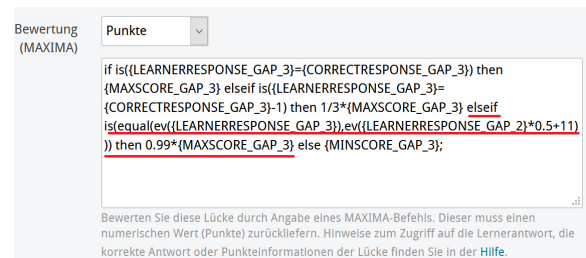 Bewertung
(MAXIMA)
Punkte
if is({LEARNERRESPONSE_GAP_3}={CORRECTRESPONSE_GAP_3}) then
{MAXSCORE_GAP_3} elseif is({LEARNERRESPONSE_GAP_3}=
{CORRECTRESPONSE_GAP_3}-1) then 1/3*{MAXSCORE_GAP_3} elseif
is(equal(ev({LEARNERRESPONSE_GAP_3}),ev({LEARNERRESPONSE_GAP_2}*0.5+11)
)) then 0.99*{MAXSCORE_GAP_3} else {MINSCORE_GAP_3};
Bewerten Sie diese Lücke durch Angabe eines MAXIMA-Befehls. Dieser muss einen
numerischen Wert (Punkte) zurückliefern. Hinweise zum Zugriff auf die Lernerantwort, die
korrekte Antwort oder Punkteinformationen der Lücke finden Sie in der Hilfe.